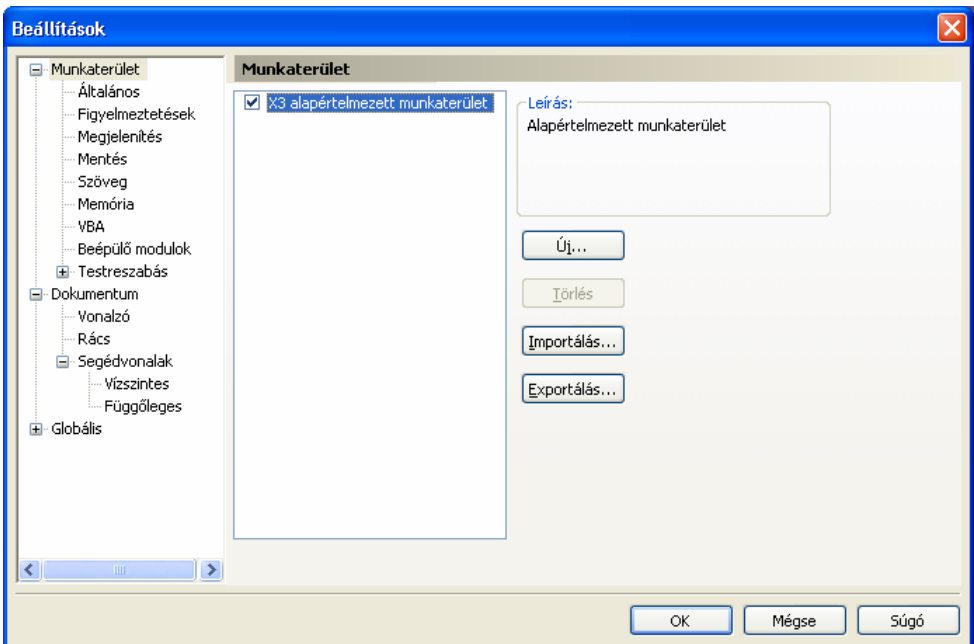 Beállítások
Munkaterület
Általános
Figyelmeztetések
Megjelenítés
Mentés
Szöveg
Memória
VBA
Beépülő modulok
Testreszabás
Dokumentum
Vonalzó
Rács
Segédvonalak
Vízszintes
Függőleges
Globális
Munkaterület
X3 alapértelmezett munkaterület
Leírás:
Alapértelmezett munkaterület
Új...
Törlés
Importálás...
Exportálás...
OK
Mégse
Súgó